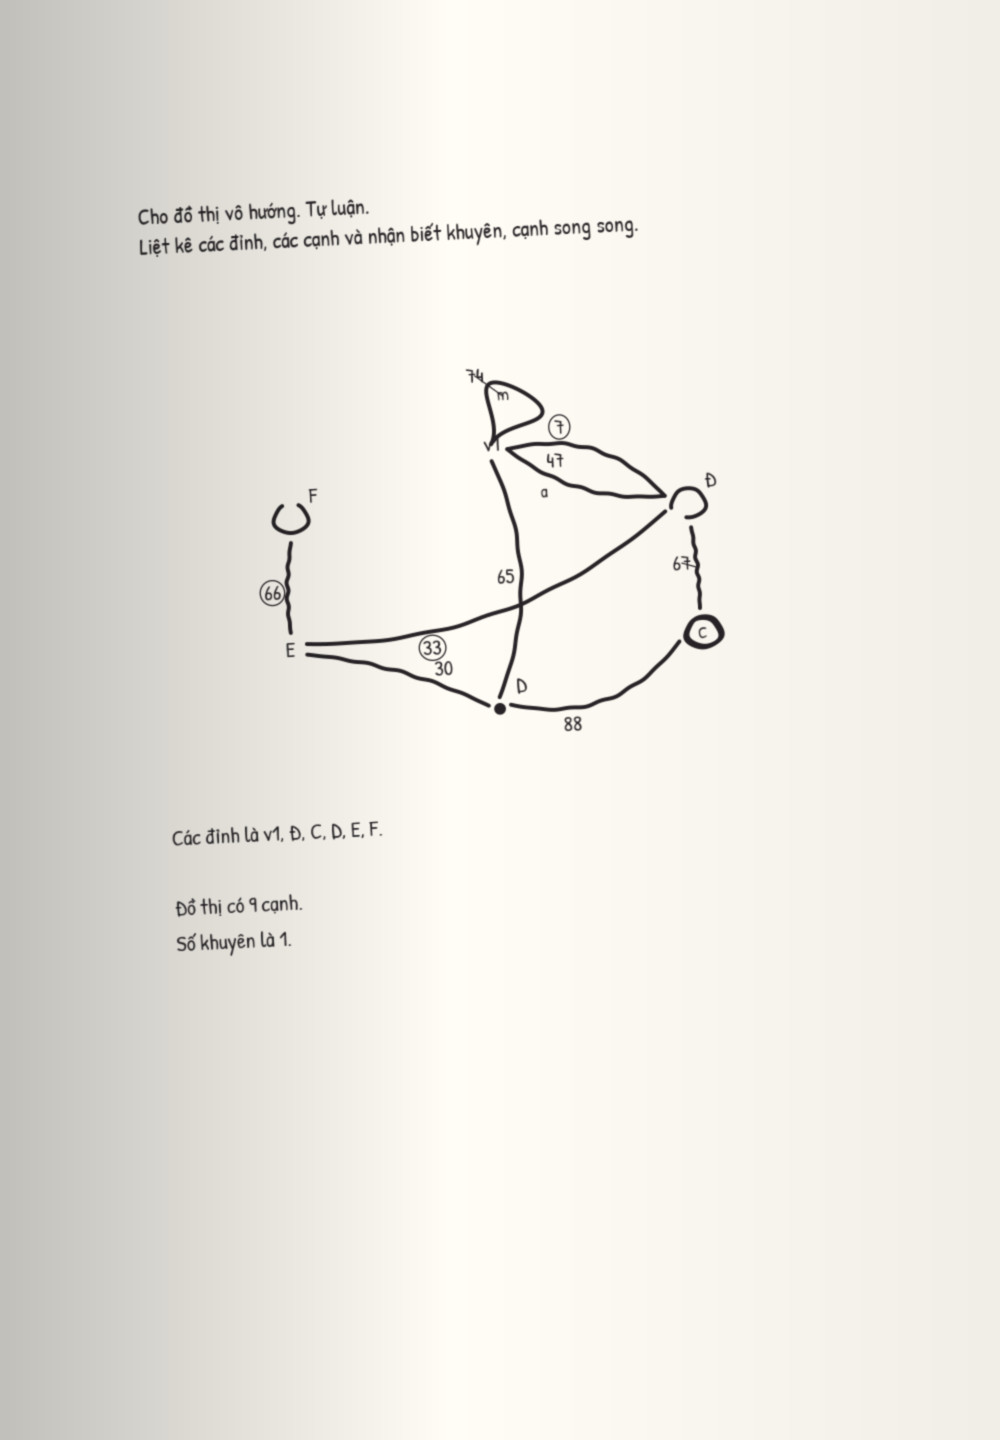 Cho đồ thị vô hướng. Tự luận.
Liệt kê các đỉnh, các cạnh và nhận biết khuyên, cạnh song song.
74
m
7
v1
47
Đ
a
F
67
65
66
C
33
E
30
D
88
Các đỉnh là v1, Đ, C, D, E, F.
Đồ thị có 9 cạnh.
Số khuyên là 1.